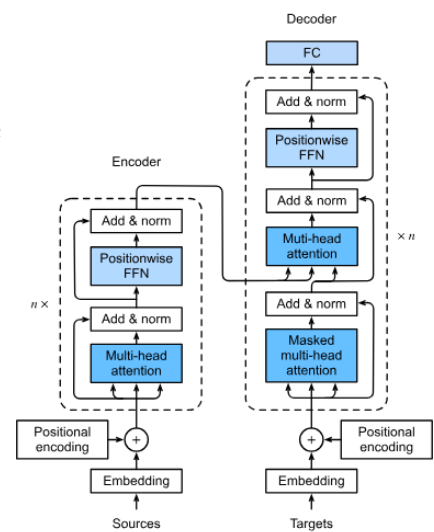 Decoder
FC
Add & norm
Positionwise
FFN
Add & norm
Muti-head
attention
Add & norm
Masked
multi-head
attention
× n
Positional
encoding
+
Embedding
Targets
Encoder
Add & norm
Positionwise
FFN
Add & norm
Multi-head
attention
n ×
Positional
encoding
+
Embedding
Sources